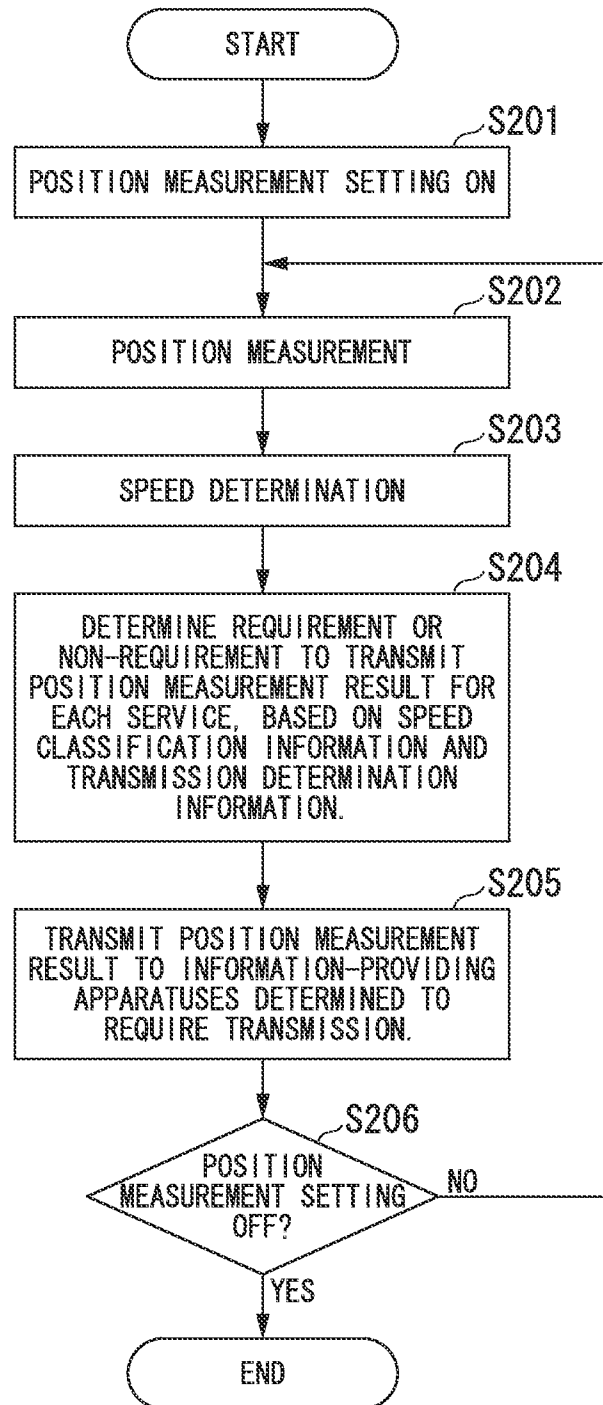 START
S201
POSITION MEASUREMENT SETTING ON
S202
POSITION MEASUREMENT
S203
SPEED DETERMINATION
S204
DETERMINE REQUIREMENT OR
NON-REQUIREMENT TO TRANSMIT
POSITION MEASUREMENT RESULT FOR
EACH SERVICE, BASED ON SPEED
CLASSIFICATION INFORMATION AND
TRANSMISSION DETERMINATION
INFORMATION.
S205
TRANSMIT POSITION MEASUREMENT
RESULT TO INFORMATION-PROVIDING
APPARATUSES DETERMINED TO
REQUIRE TRANSMISSION.
S206
POSITION
MEASUREMENT SETTING
OFF?
NO
YES
END